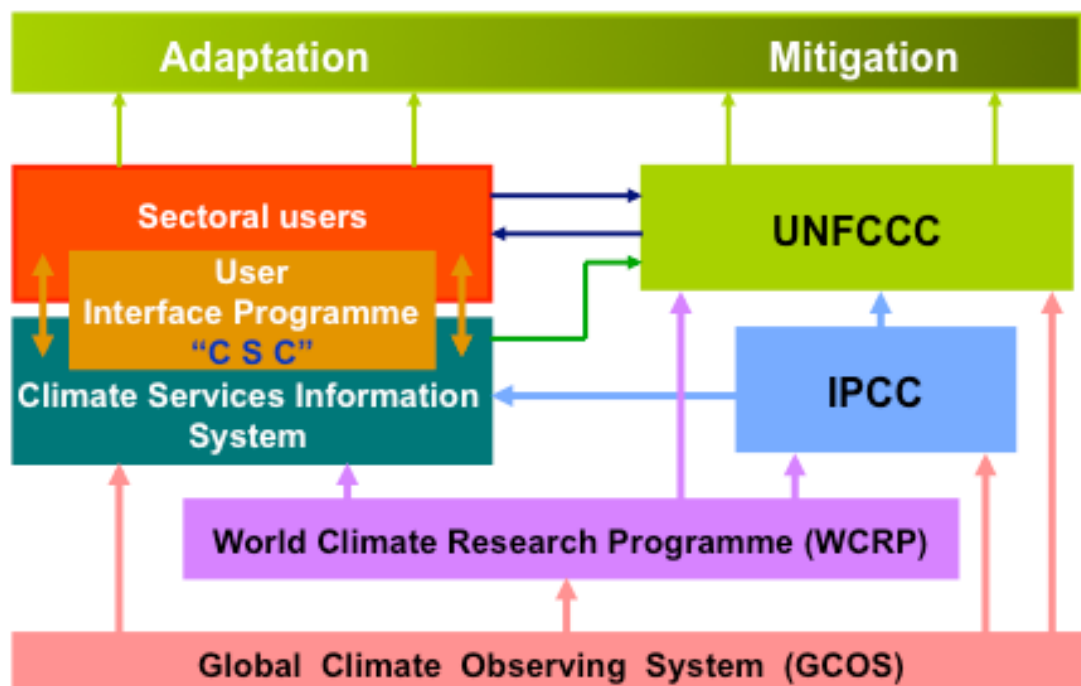 Adaptation Mitigation
Sectoral users
UNFCCC
User
Interface Programme
“C S C”
Climate Services Information
System
IPCC
World Climate Research Programme (WCRP)
Global Climate Observing System (GCOS)